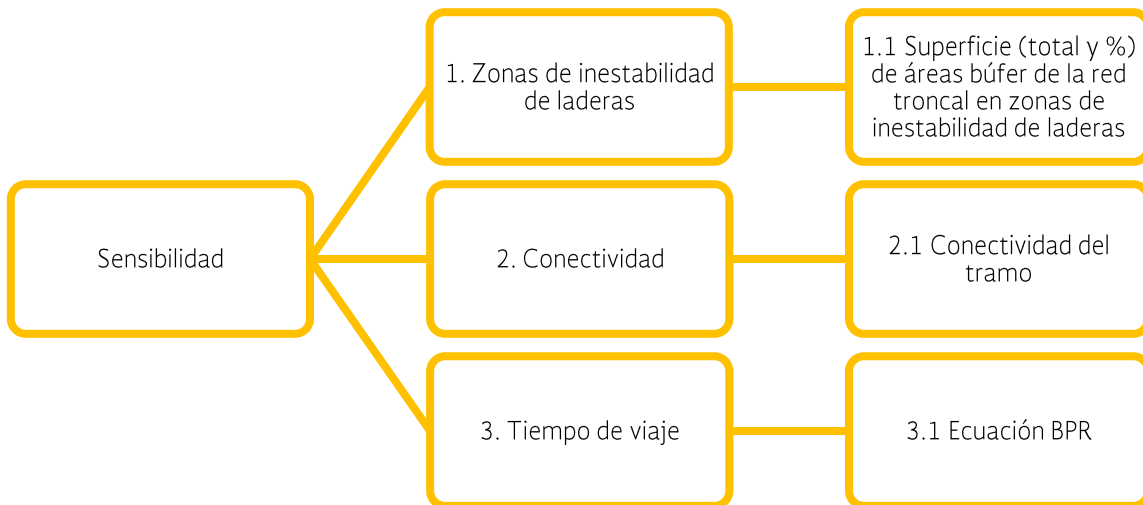 Sensibilidad
1. Zonas de inestabilidad
de laderas
1.1 Superficie (total y %)
de áreas búfer de la red
troncal en zonas de
inestabilidad de laderas
2. Conectividad
2.1 Conectividad del
tramo
3. Tiempo de viaje
3.1 Ecuación BPR